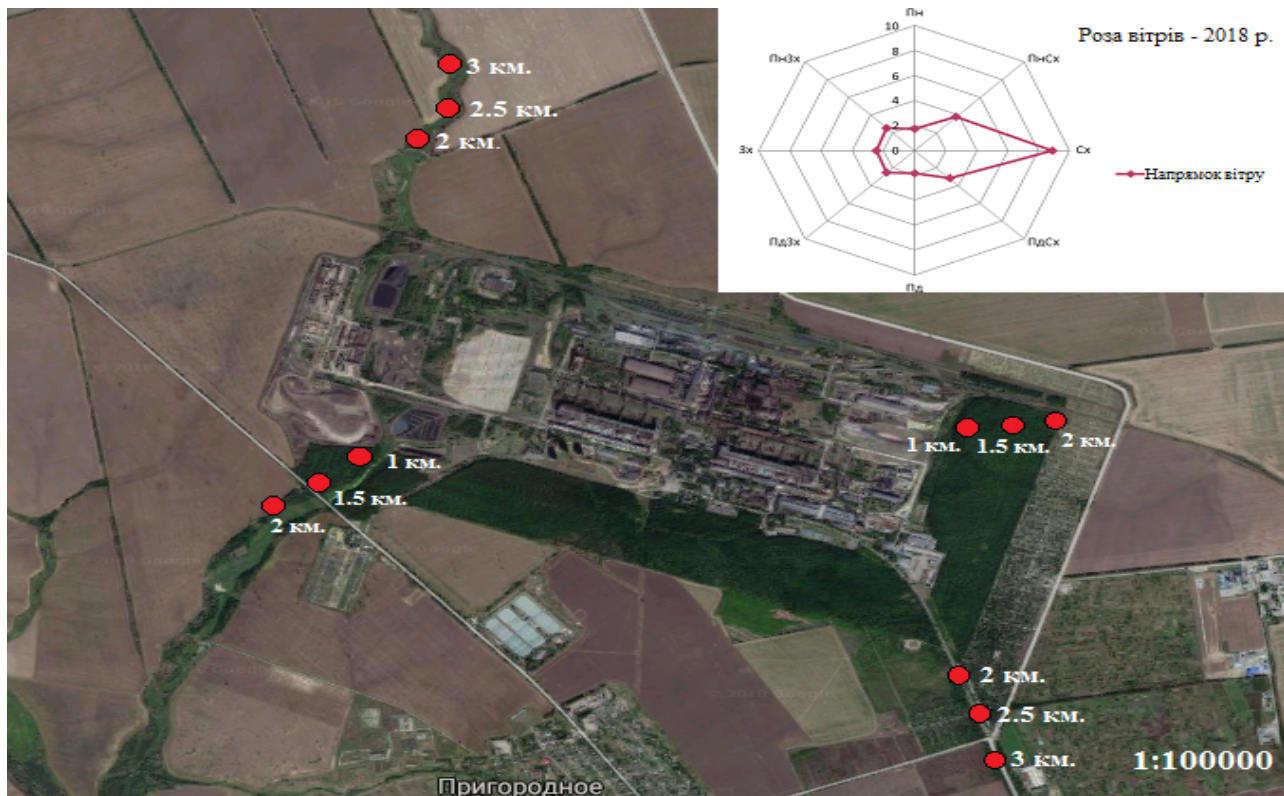 Роза вітрів - 2018 р.
Пн
ПнЗх
ПнСх
Зх
Сх
ПдЗх
ПдСх
Пд
10
8
6
4
2
0
Напрямок вітру
3 км.
2.5 км.
2 км.
1 км.
1.5 км.
2 км.
1 км.
1.5 км.
2 км.
2 км.
2.5 км.
3 км.
1:100000
Пригородное